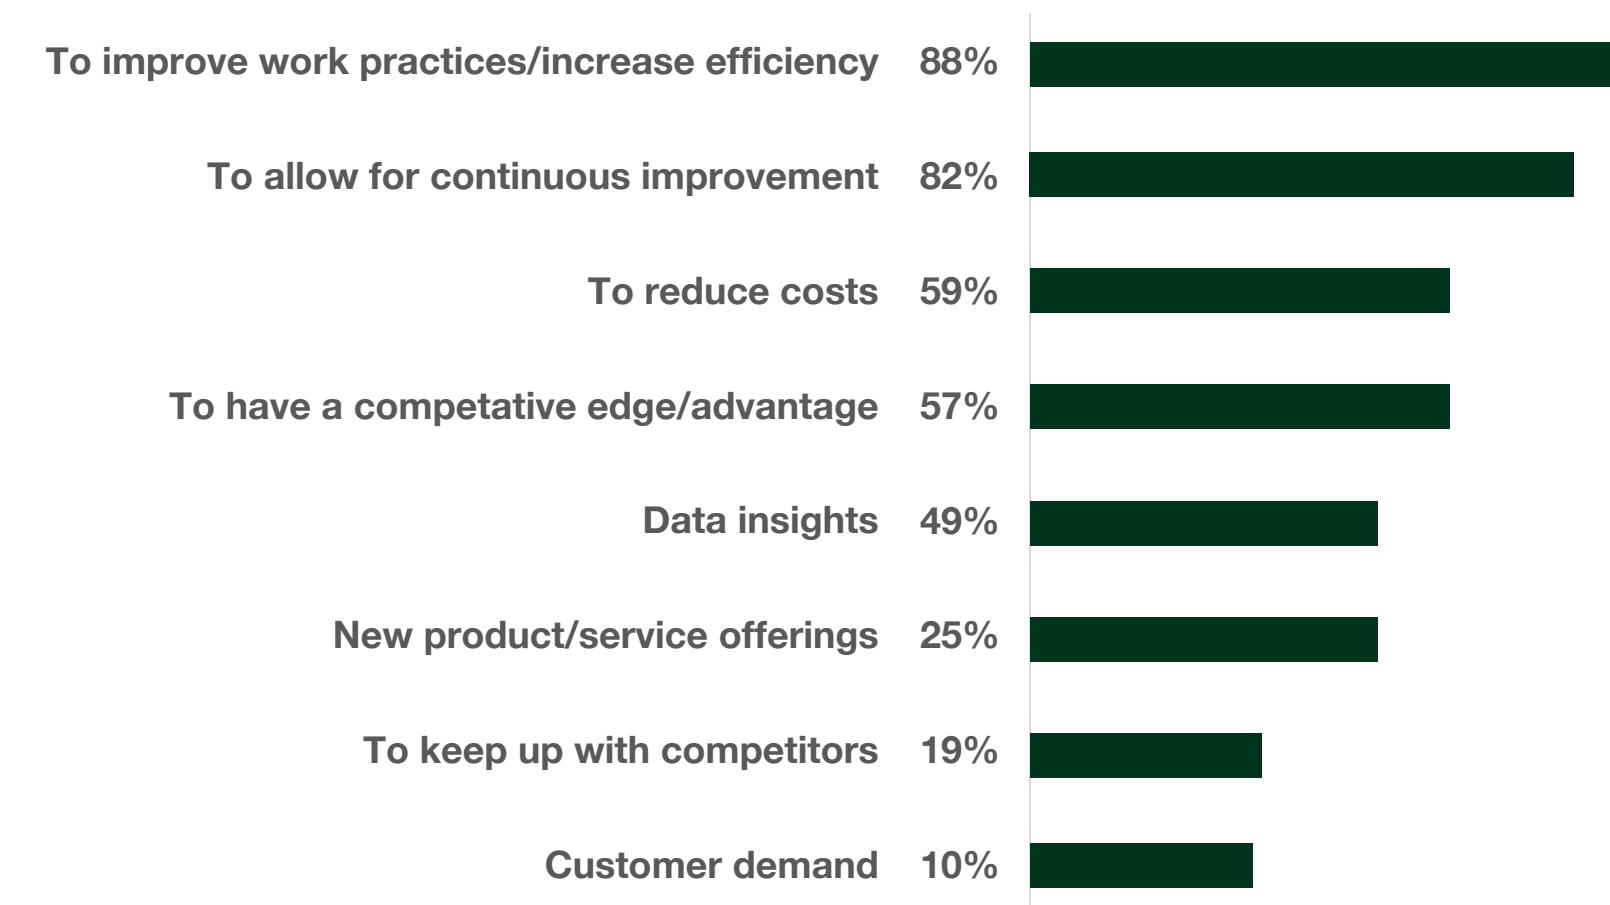 To improve work practices/increase efficiency 88%
To allow for continuous improvement 82%
To reduce costs 59%
To have a competative edge/advantage 57%
Data insights 49%
New product/service offerings 25%
To keep up with competitors 19%
Customer demand 10%